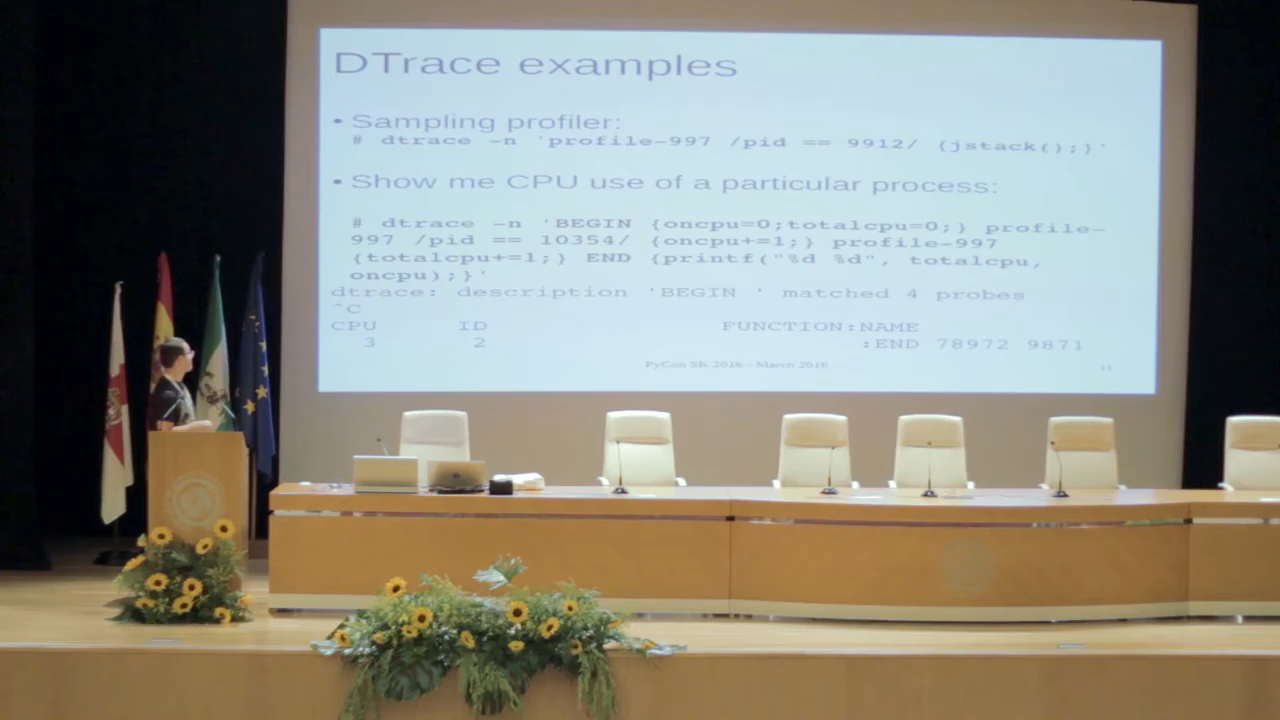 DTrace examples
• Sampling profiler:
# dtrace -n 'profile-997 /pid == 9912/ {jstack();}'
• Show me CPU use of a particular process:
# dtrace -n 'BEGIN {oncpu=0;totalcpu=0;} profile-
997 /pid == 10354/ {oncpu+=1;} profile-997
{totalcpu+=1;} END {printf("%d %d", totalcpu,
oncpu);}'
dtrace: description 'BEGIN ' matched 4 probes
^C
CPU ID FUNCTION:NAME
3 2 :END 78972 9871
PyCon SK 2016 - March 2016